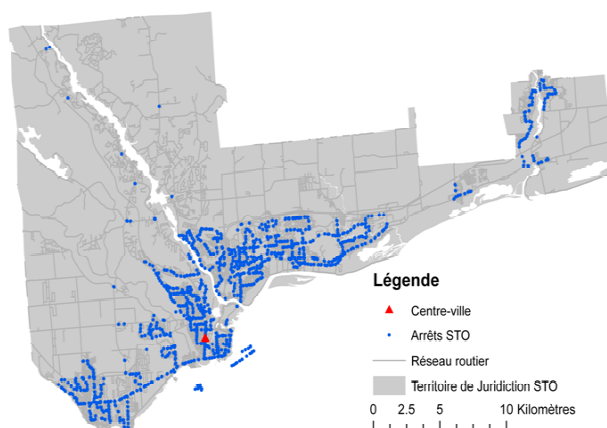 Légende
Centre-ville
Arrêts STO
Réseau routier
Territoire de Juridiction STO
0 2.5 5 10 Kilomètres